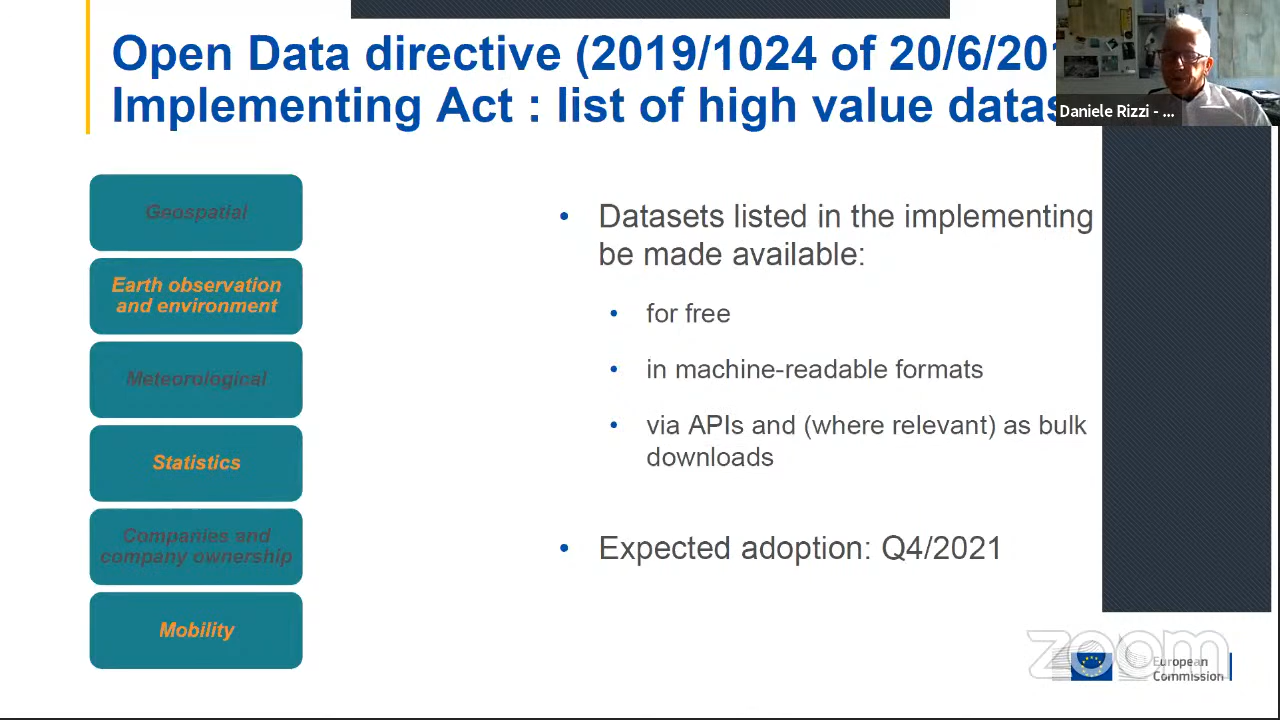 Open Data directive (2019/1024 of 20/6/201
Implementing Act : list of high value datas
Daniele Rizzi - ...
Geospatial
Earth observation
and environment
Meteorological
Statistics
Companies and
company ownership
Mobility
• Datasets listed in the implementing
be made available:
• for free
• in machine-readable formats
• via APIs and (where relevant) as bulk
downloads
• Expected adoption: Q4/2021
zoom
European
Commission